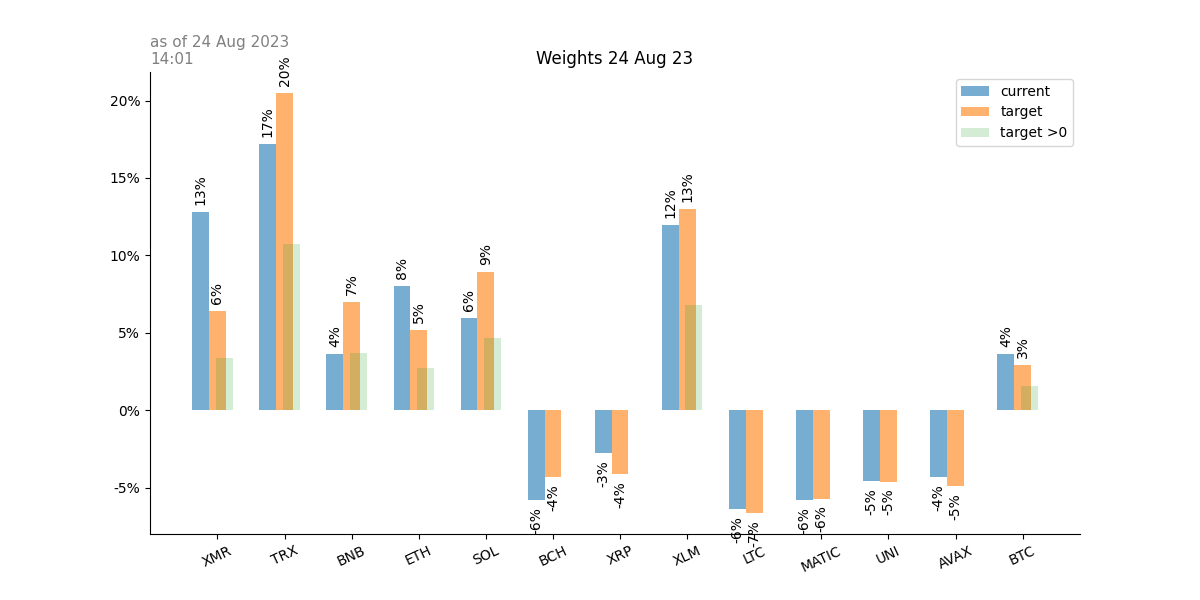 as of 24 Aug 2023
14:01
Weights 24 Aug 23
current
target
target >0
20%
15%
10%
5%
0%
-5%
13%
6%
17%
20%
4%
7%
8%
5%
6%
9%
-6%
-4%
-3%
-4%
12%
13%
-6%
-7%
-6%
-6%
-5%
-5%
-4%
-5%
4%
3%
XMR
TRX
BNB
ETH
SOL
BCH
XRP
XLM
LTC
MATIC
UNI
AVAX
BTC